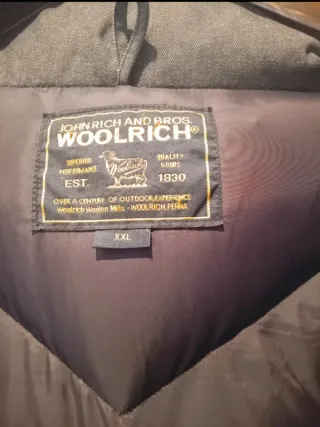 JOHN RICH AND BROS.
WOOLRICH®
SUPERIOR PERFORMANCE
Woolrich
QUALITY GOODS
EST. 1830
OVER A CENTURY OF OUTDOOR EXPERIENCE
Woolrich Woolen Mills - WOOLRICH, PENNA
XXL